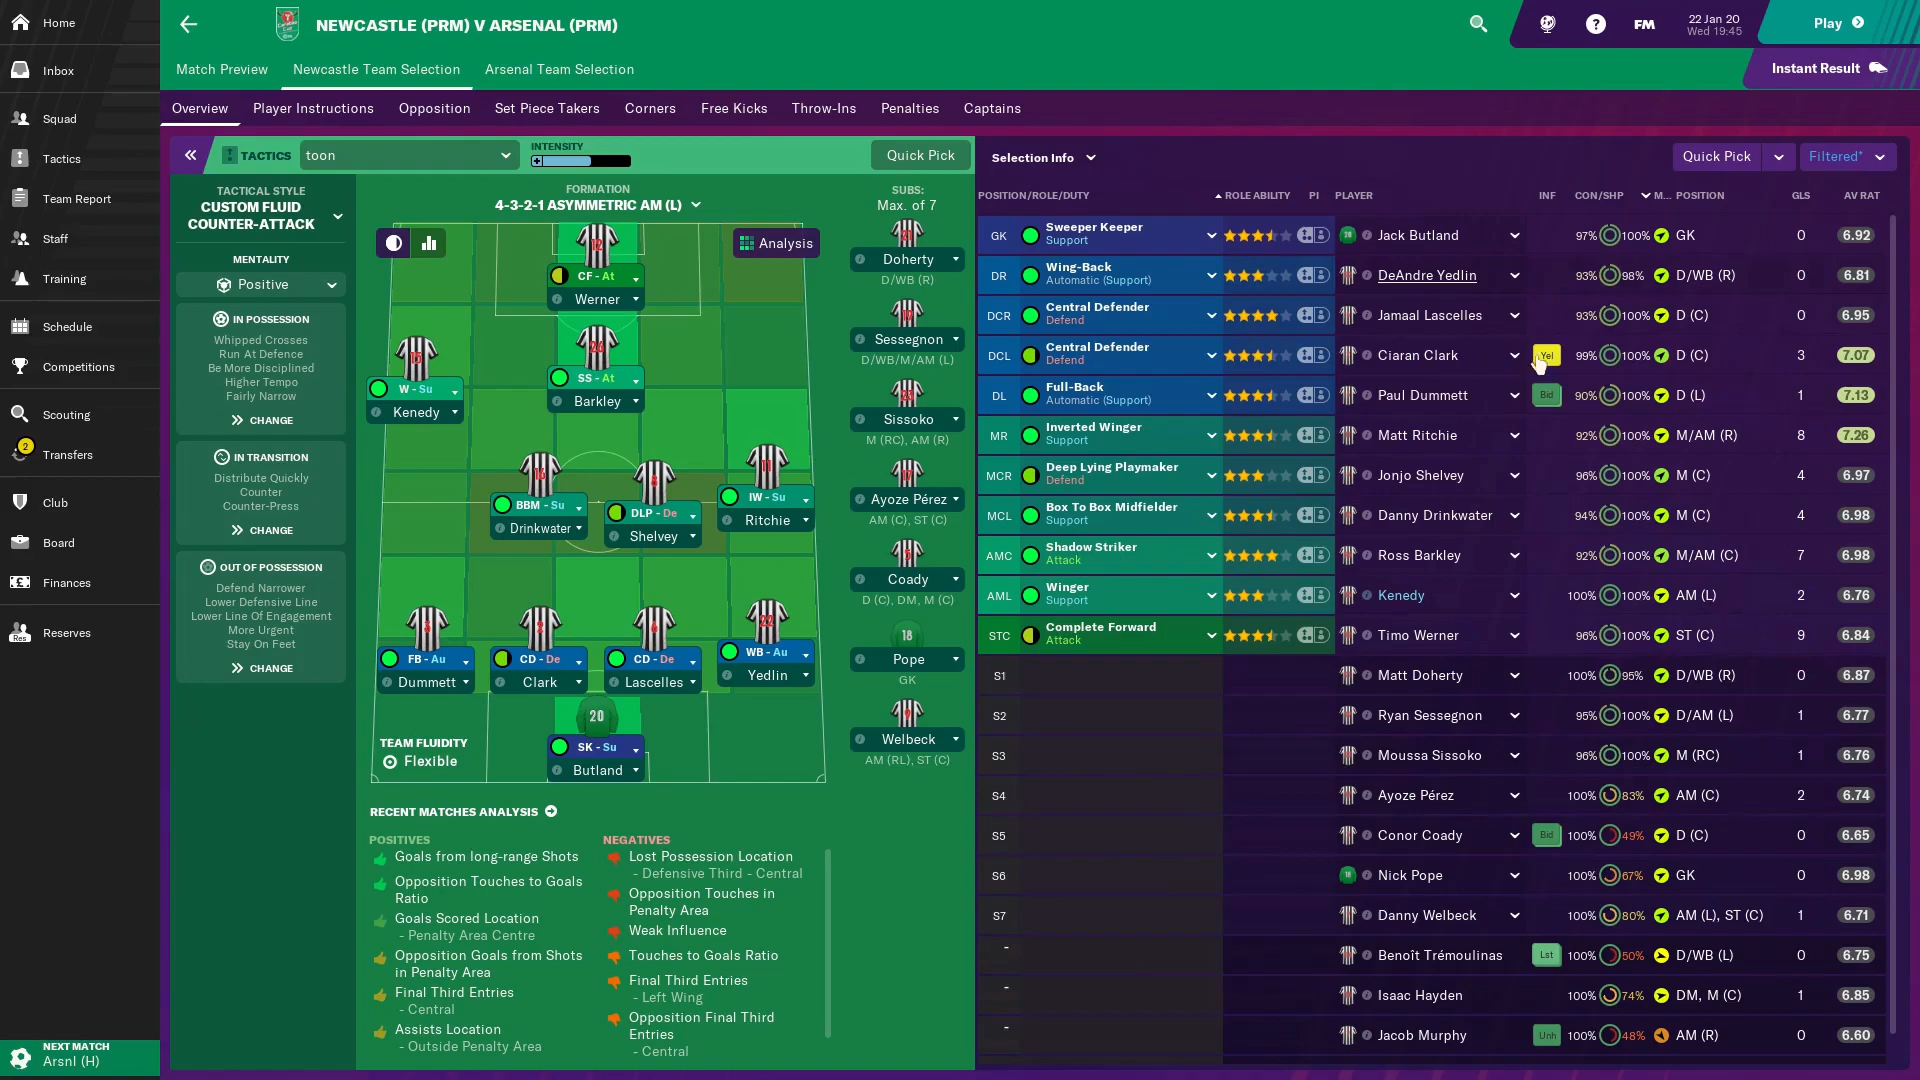 Home
Inbox
Squad
Tactics
Team Report
Staff
Training
Schedule
Competitions
Scouting
2
Transfers
Club
Board
Finances
Res
Reserves
NEXT MATCH
Arsnl (H)
NEWCASTLE (PRM) V ARSENAL (PRM)
FM
22 Jan 20
Wed 19:45
Play
Match Preview Newcastle Team Selection Arsenal Team Selection
Instant Result
Overview Player Instructions Opposition Set Piece Takers Corners Free Kicks Throw-Ins Penalties Captains
TACTICS toon
INTENSITY
Quick Pick
TACTICAL STYLE
CUSTOM FLUID
COUNTER-ATTACK
MENTALITY
Positive
IN POSSESSION
Whipped Crosses
Run At Defence
Be More Disciplined
Higher Tempo
Fairly Narrow
CHANGE
IN TRANSITION
Distribute Quickly
Counter
Counter-Press
CHANGE
OUT OF POSSESSION
Defend Narrower
Lower Defensive Line
Lower Line Of Engagement
More Urgent
Stay On Feet
CHANGE
FORMATION
4-3-2-1 ASYMMETRIC AM (L)
Analysis
CF - At
Werner
15
W - Su
Kenedy
26
SS - At
Barkley
16
BBM - Su
Drinkwater
8
DLP - De
Shelvey
11
IW - Su
Ritchie
3
FB - Au
Dummett
2
CD - De
Clark
6
CD - De
Lascelles
22
WB - Au
Yedlin
20
SK - Su
Butland
TEAM FLUIDITY
Flexible
SUBS:
Max. of 7
Doherty
D/WB (R)
Sessegnon
D/WB/M/AM (L)
Sissoko
M (RC), AM (R)
Ayoze Pérez
AM (C), ST (C)
Coady
D (C), DM, M (C)
18
Pope
GK
9
Welbeck
AM (RL), ST (C)
RECENT MATCHES ANALYSIS
POSITIVES
Goals from long-range Shots
Opposition Touches to Goals
Ratio
Goals Scored Location
- Penalty Area Centre
Opposition Goals from Shots
in Penalty Area
Final Third Entries
- Central
Assists Location
- Outside Penalty Area
NEGATIVES
Lost Possession Location
- Defensive Third - Central
Opposition Touches in
Penalty Area
Weak Influence
Touches to Goals Ratio
Final Third Entries
- Left Wing
Opposition Final Third
Entries
- Central
Selection Info
Quick Pick
Filtered*
POSITION/ROLE/DUTY ROLE ABILITY PI PLAYER INF CON/SHP M... POSITION GLS AV RAT
GK Sweeper Keeper Support Jack Butland 97% 100% GK 0 6.92
DR Wing-Back Automatic (Support) DeAndre Yedlin 93% 98% D/WB (R) 0 6.81
DCR Central Defender Defend Jamaal Lascelles 93% 100% D (C) 0 6.95
DCL Central Defender Defend Ciaran Clark Yel 99% 100% D (C) 3 7.07
DL Full-Back Automatic (Support) Paul Dummett Bid 90% 100% D (L) 1 7.13
MR Inverted Winger Support Matt Ritchie 92% 100% M/AM (R) 8 7.26
MCR Deep Lying Playmaker Defend Jonjo Shelvey 96% 100% M (C) 4 6.97
MCL Box To Box Midfielder Support Danny Drinkwater 94% 100% M (C) 4 6.98
AMC Shadow Striker Attack Ross Barkley 92% 100% M/AM (C) 7 6.98
AML Winger Support Kenedy 100% 100% AM (L) 2 6.76
STC Complete Forward Attack Timo Werner 96% 100% ST (C) 9 6.84
S1 Matt Doherty 100% 95% D/WB (R) 0 6.87
S2 Ryan Sessegnon 95% 100% D/AM (L) 1 6.77
S3 Moussa Sissoko 96% 100% M (RC) 1 6.76
S4 Ayoze Pérez 100% 83% AM (C) 2 6.74
S5 Conor Coady Bid 100% 49% D (C) 0 6.65
S6 Nick Pope 100% 67% GK 0 6.98
S7 Danny Welbeck 100% 80% AM (L), ST (C) 1 6.71
- Benoît Trémoulinas Lst 100% 50% D/WB (L) 0 6.75
- Isaac Hayden 100% 74% DM, M (C) 1 6.85
- Jacob Murphy Unh 100% 48% AM (R) 0 6.60